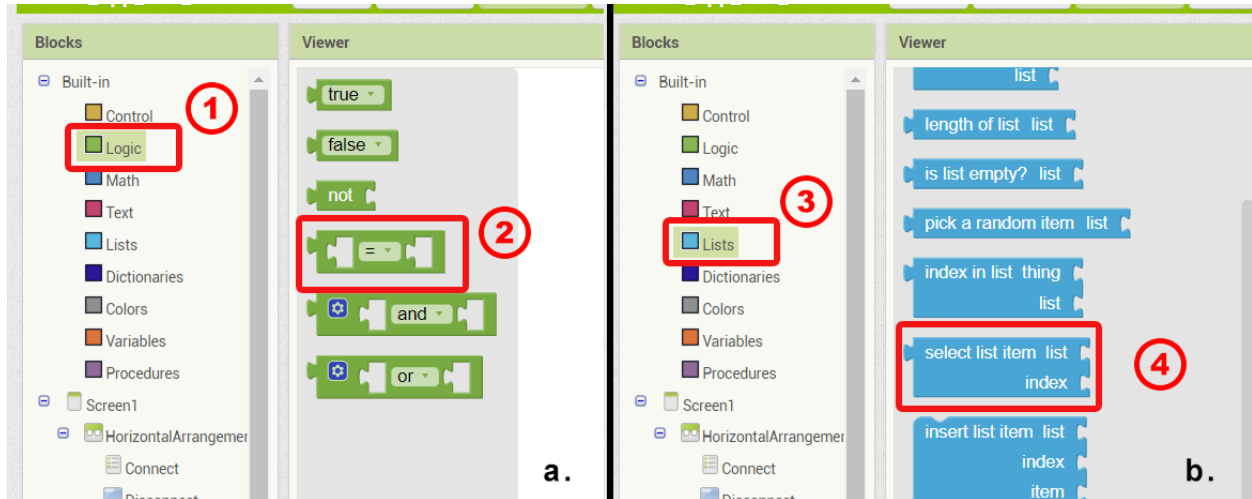 Blocks
Viewer
Built-in
Control
1
Logic
Math
Text
Lists
Dictionaries
Colors
Variables
Procedures
Screen1
HorizontalArrangemer
Connect
true
false
not
=
2
and
or
a.
Blocks
Viewer
Built-in
Control
Logic
Math
Text
3
Lists
Dictionaries
Colors
Variables
Procedures
Screen1
HorizontalArrangemer
Connect
Disconnect
list
length of list list
is list empty? list
pick a random item list
index in list thing
list
select list item list
index
4
insert list item list
index
item
b.